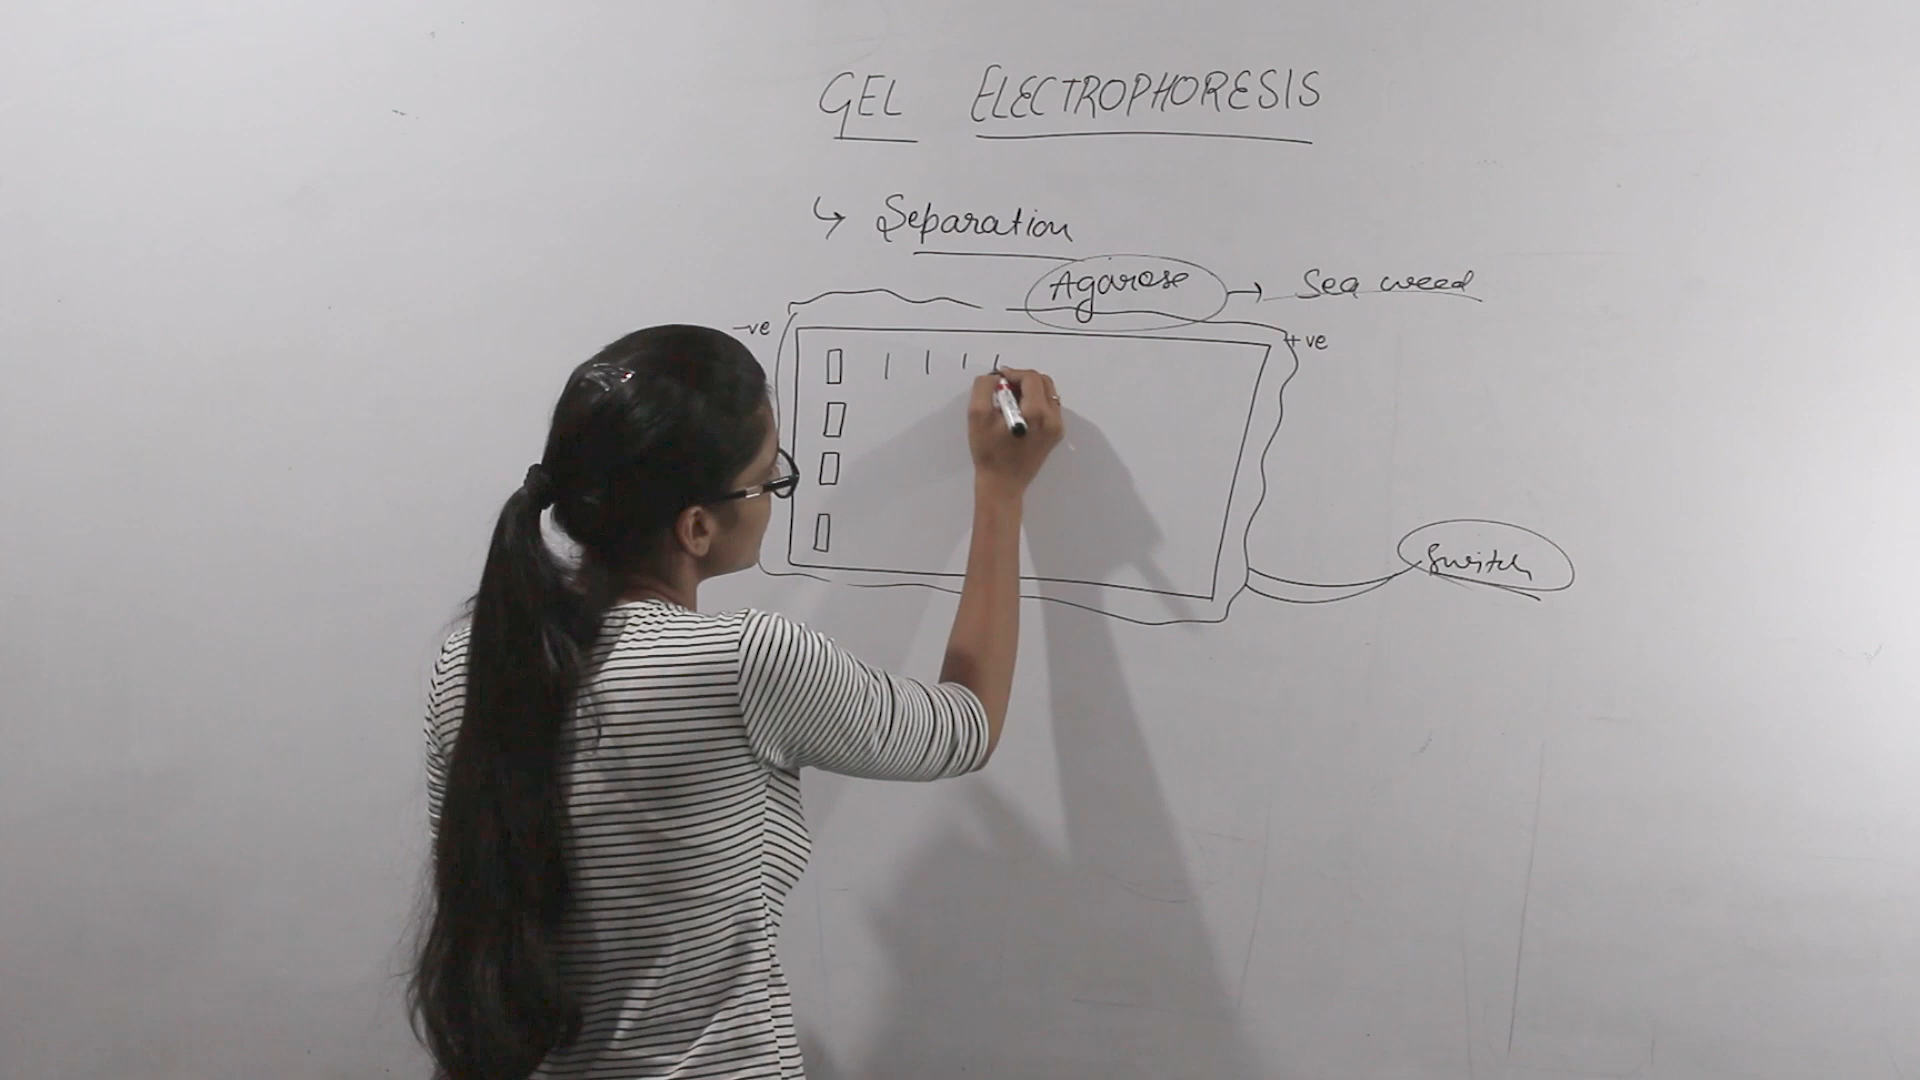 GEL ELECTROPHORESIS
↳ Separation
Agarose → Sea weed
-ve
+ve
Switch